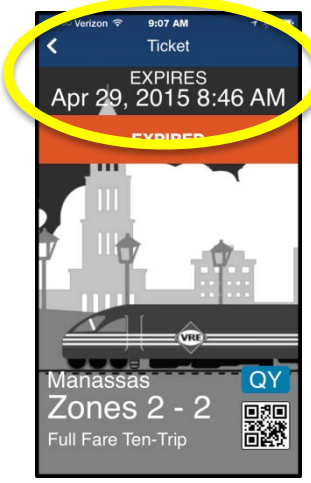 Verizon 9:07 AM
Ticket
EXPIRES
Apr 29, 2015 8:46 AM
EXPIRED
VRE
Manassas QY
Zones 2 - 2
Full Fare Ten-Trip